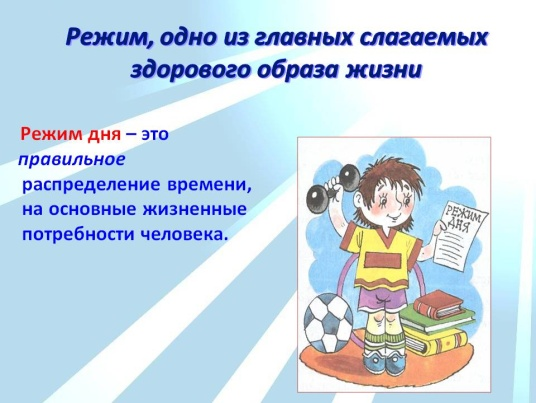 Режим, одно из главных слагаемых
здорового образа жизни
Режим дня – это
правильное
распределение времени,
на основные жизненные
потребности человека.
РЕЖИМ
ДНЯ